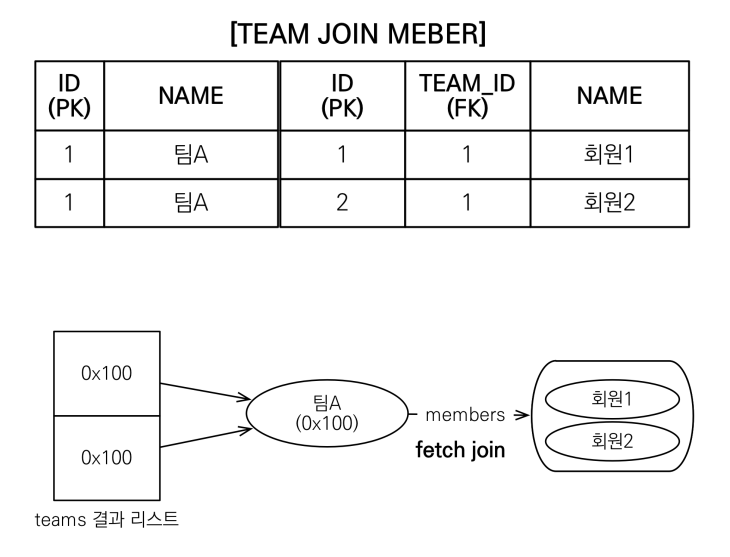 [TEAM JOIN MEBER]
ID (PK) NAME ID (PK) TEAM_ID (FK) NAME
1 팀A 1 1 회원1
1 팀A 2 1 회원2
0x100
0x100
팀A
(0x100)
members
fetch join
회원1
회원2
teams 결과 리스트